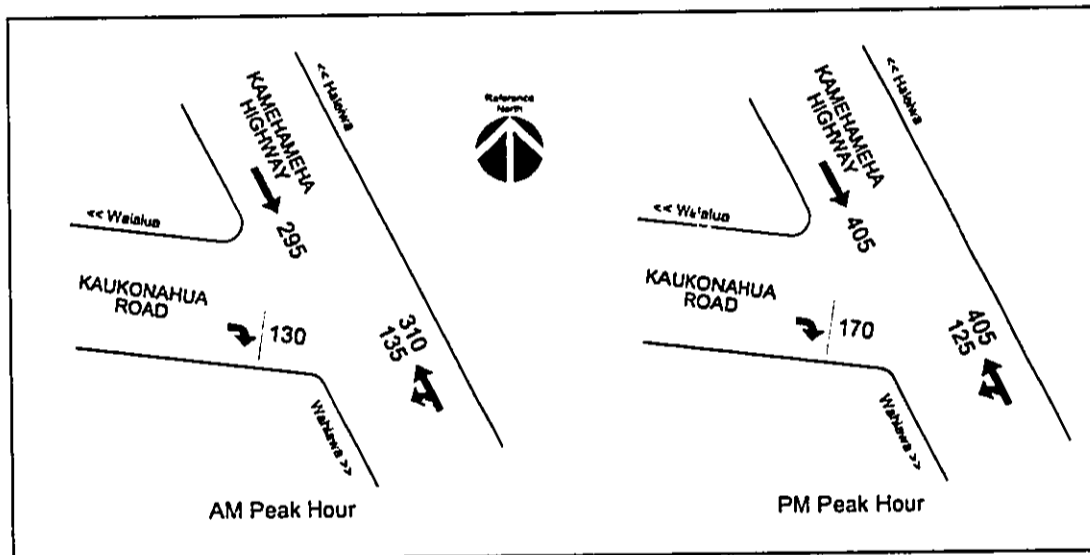 << Haleiwa
KAMEHAMEHA
HIGHWAY
295
Reference
North
<< Waialua
KAUKONAHUA
ROAD
130
310
135
Wahiawa >>
AM Peak Hour
<< Haleiwa
KAMEHAMEHA
HIGHWAY
405
<< Waialua
KAUKONAHUA
ROAD
170
405
125
Wahiawa >>
PM Peak Hour